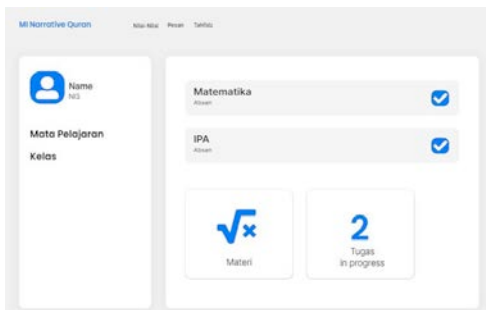 MI Narrative Quran
Nilai-Nilai Pesan Tahfidz
Name
NIG
Mata Pelajaran
Kelas
Matematika
Absen
IPA
Absen
√x
Materi
2
Tugas
in progress